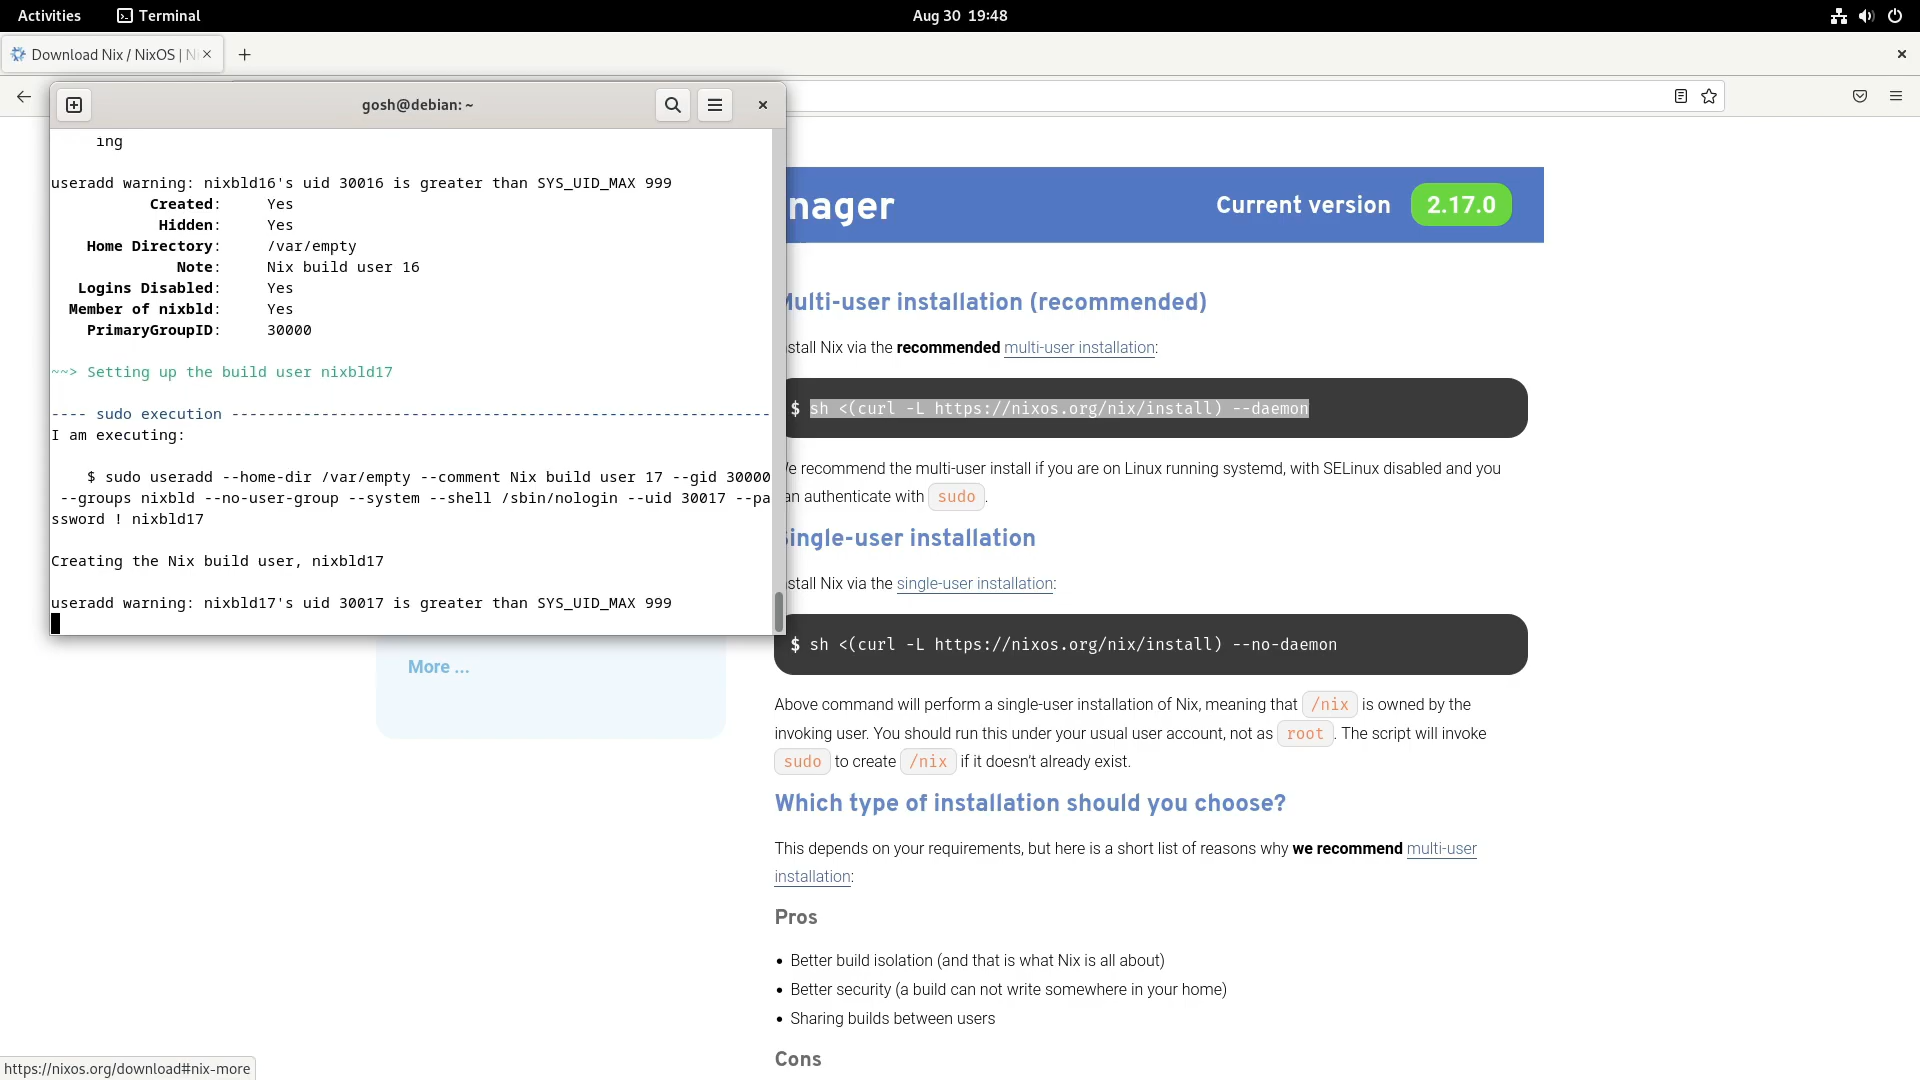 Activities
Terminal
Aug 30 19:48
Download Nix / NixOS | N
gosh@debian: ~
ing
useradd warning: nixbld16's uid 30016 is greater than SYS_UID_MAX 999
Created: Yes
Hidden: Yes
Home Directory: /var/empty
Note: Nix build user 16
Logins Disabled: Yes
Member of nixbld: Yes
PrimaryGroupID: 30000
~~> Setting up the build user nixbld17
---- sudo execution ------------------------------------------------------------
I am executing:
$ sudo useradd --home-dir /var/empty --comment Nix build user 17 --gid 30000
--groups nixbld --no-user-group --system --shell /sbin/nologin --uid 30017 --pa
ssword ! nixbld17
Creating the Nix build user, nixbld17
useradd warning: nixbld17's uid 30017 is greater than SYS_UID_MAX 999
More ...
nager
Current version 2.17.0
Multi-user installation (recommended)
stall Nix via the recommended multi-user installation:
$ sh <(curl -L https://nixos.org/nix/install) --daemon
e recommend the multi-user install if you are on Linux running systemd, with SELinux disabled and you
an authenticate with sudo.
Single-user installation
stall Nix via the single-user installation:
$ sh <(curl -L https://nixos.org/nix/install) --no-daemon
Above command will perform a single-user installation of Nix, meaning that /nix is owned by the
invoking user. You should run this under your usual user account, not as root. The script will invoke
sudo to create /nix if it doesn’t already exist.
Which type of installation should you choose?
This depends on your requirements, but here is a short list of reasons why we recommend multi-user
installation:
Pros
• Better build isolation (and that is what Nix is all about)
• Better security (a build can not write somewhere in your home)
• Sharing builds between users
Cons
https://nixos.org/download#nix-more